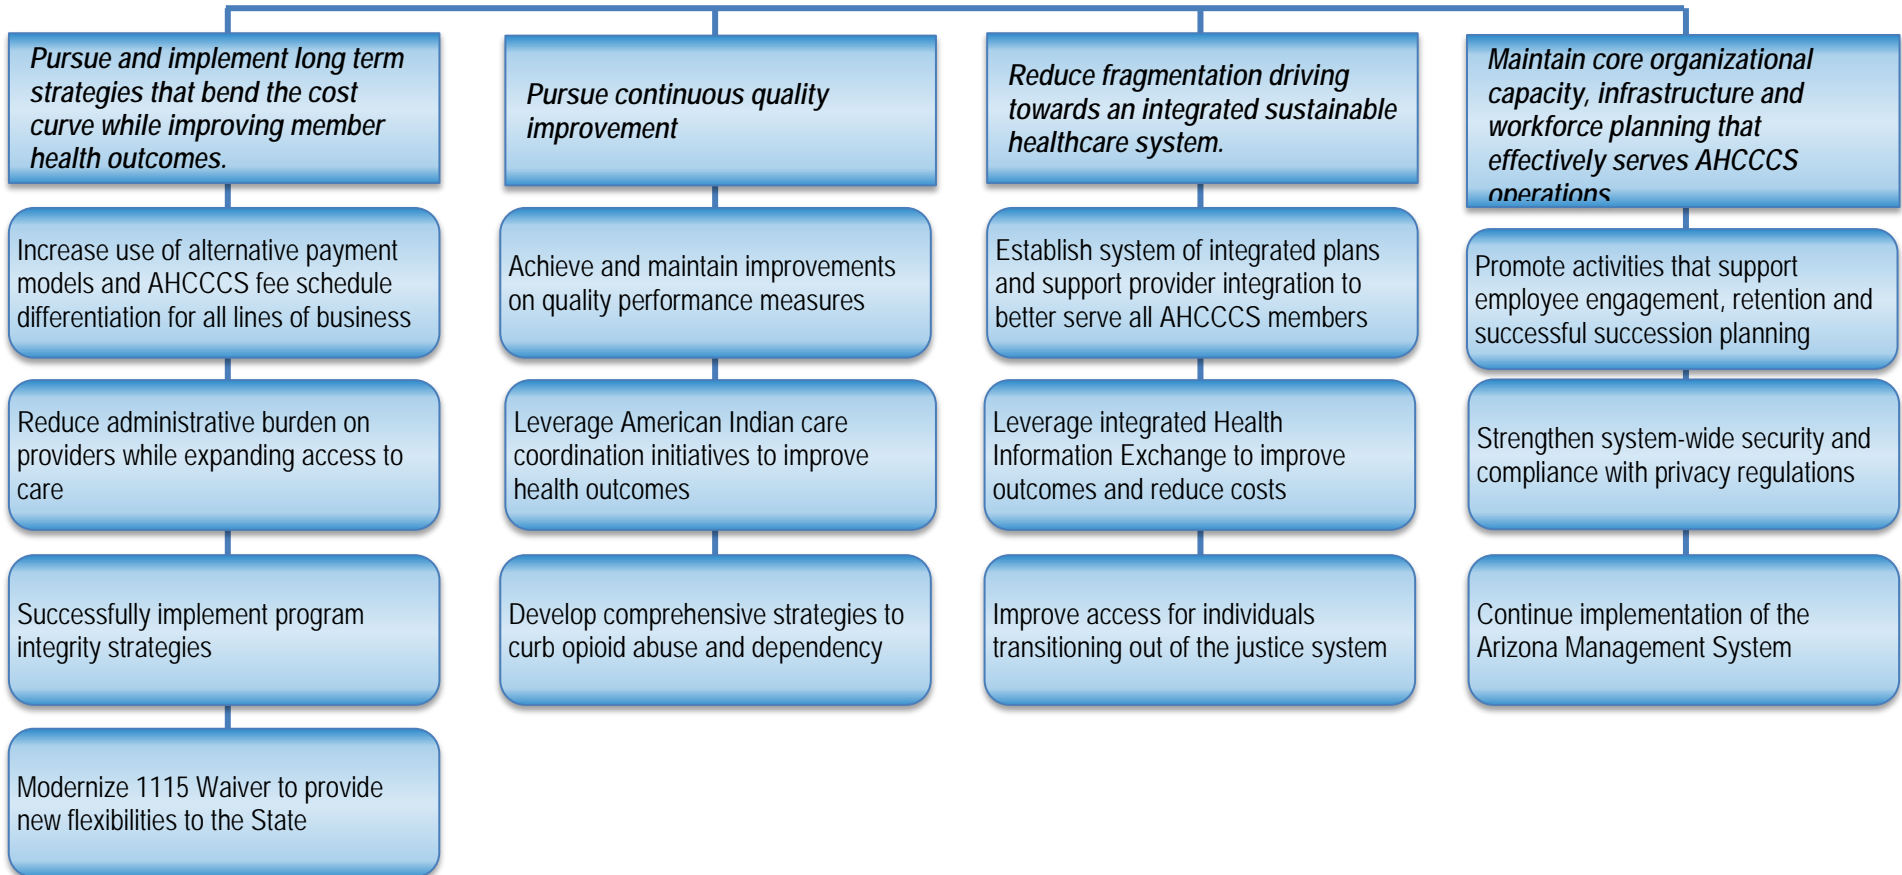 Pursue and implement long term
strategies that bend the cost
curve while improving member
health outcomes.
Increase use of alternative payment
models and AHCCCS fee schedule
differentiation for all lines of business
Reduce administrative burden on
providers while expanding access to
care
Successfully implement program
integrity strategies
Modernize 1115 Waiver to provide
new flexibilities to the State
Pursue continuous quality
improvement
Achieve and maintain improvements
on quality performance measures
Leverage American Indian care
coordination initiatives to improve
health outcomes
Develop comprehensive strategies to
curb opioid abuse and dependency
Reduce fragmentation driving
towards an integrated sustainable
healthcare system.
Establish system of integrated plans
and support provider integration to
better serve all AHCCCS members
Leverage integrated Health
Information Exchange to improve
outcomes and reduce costs
Improve access for individuals
transitioning out of the justice system
Maintain core organizational
capacity, infrastructure and
workforce planning that
effectively serves AHCCCS
operations
Promote activities that support
employee engagement, retention and
successful succession planning
Strengthen system-wide security and
compliance with privacy regulations
Continue implementation of the
Arizona Management System